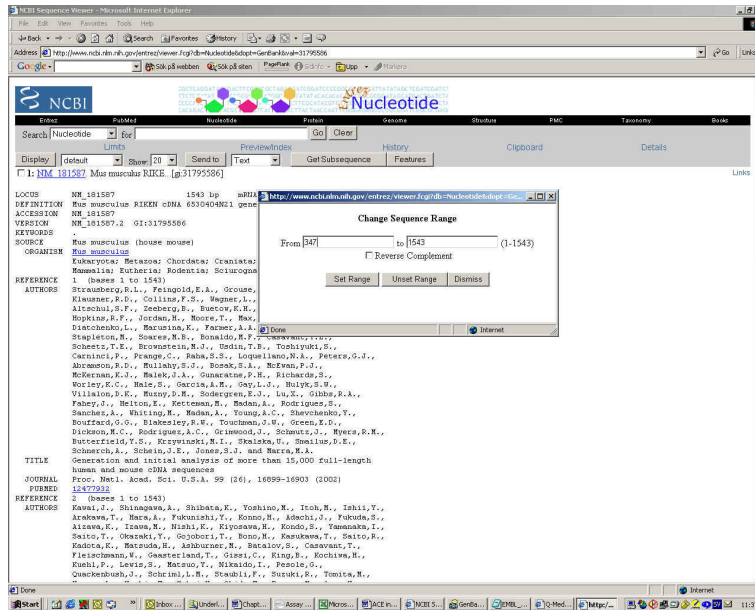 NCBI Sequence Viewer - Microsoft Internet Explorer
File Edit View Favorites Tools Help
Back Search Favorites History
Address http://www.ncbi.nlm.nih.gov/entrez/viewer.fcgi?db=Nucleotide&dopt=GenBank&val=31795586 Go Links
Google Sök på webben Sök på siten PageRank Sidinfo Upp Markera
NCBI Entrez Nucleotide
Entrez PubMed Nucleotide Protein Genome Structure PMC Taxonomy Books
Search Nucleotide for Go Clear
Limits Preview/Index History Clipboard Details
Display default Show: 20 Send to Text Get Subsequence Features
1: NM_181587. Mus musculus RIKE...[gi:31795586] Links
LOCUS NM_181587 1543 bp mRNA
DEFINITION Mus musculus RIKEN cDNA 6530404N21 gene
ACCESSION NM_181587
VERSION NM_181587.2 GI:31795586
KEYWORDS .
SOURCE Mus musculus (house mouse)
ORGANISM Mus musculus
Eukaryota; Metazoa; Chordata; Craniata;
Mammalia; Eutheria; Rodentia; Sciurogna
REFERENCE 1 (bases 1 to 1543)
AUTHORS Strausberg,R.L., Feingold,E.A., Grouse,
Klausner,R.D., Collins,F.S., Wagner,L.,
Altschul,S.F., Zeeberg,B., Buetow,K.H.,
Hopkins,R.F., Jordan,H., Moore,T., Max,
Diatchenko,L., Marusina,K., Farmer,A.A.
Stapleton,M., Soares,M.B., Bonaldo,M.F., Casavant,T.L.,
Scheetz,T.E., Brownstein,M.J., Usdin,T.B., Toshiyuki,S.,
Carninci,P., Prange,C., Raha,S.S., Loquellano,N.A., Peters,G.J.,
Abramson,R.D., Mullahy,S.J., Bosak,S.A., McEwan,P.J.,
McKernan,K.J., Malek,J.A., Gunaratne,P.H., Richards,S.,
Worley,K.C., Hale,S., Garcia,A.M., Gay,L.J., Hulyk,S.W.,
Villalon,D.K., Muzny,D.M., Sodergren,E.J., Lu,X., Gibbs,R.A.,
Fahey,J., Helton,E., Ketteman,M., Madan,A., Rodrigues,S.,
Sanchez,A., Whiting,M., Madan,A., Young,A.C., Shevchenko,Y.,
Bouffard,G.G., Blakesley,R.W., Touchman,J.W., Green,E.D.,
Dickson,M.C., Rodriguez,A.C., Grimwood,J., Schmutz,J., Myers,R.M.,
Butterfield,Y.S., Krzywinski,M.I., Skalska,U., Smailus,D.E.,
Schnerch,A., Schein,J.E., Jones,S.J. and Marra,M.A.
TITLE Generation and initial analysis of more than 15,000 full-length
human and mouse cDNA sequences
JOURNAL Proc. Natl. Acad. Sci. U.S.A. 99 (26), 16899-16903 (2002)
PUBMED 12477932
REFERENCE 2 (bases 1 to 1543)
AUTHORS Kawai,J., Shinagawa,A., Shibata,K., Yoshino,M., Itoh,M., Ishii,Y.,
Arakawa,T., Hara,A., Fukunishi,Y., Konno,H., Adachi,J., Fukuda,S.,
Aizawa,K., Izawa,M., Nishi,K., Kiyosawa,H., Kondo,S., Yamanaka,I.,
Saito,T., Okazaki,Y., Gojobori,T., Bono,H., Kasukawa,T., Saito,R.,
Kadota,K., Matsuda,H., Ashburner,M., Batalov,S., Casavant,T.,
Fleischmann,W., Gaasterland,T., Gissi,C., King,B., Kochiwa,H.,
Kuehl,P., Lewis,S., Matsuo,Y., Nikaido,I., Pesole,G.,
Quackenbush,J., Schriml,L.M., Staubli,F., Suzuki,R., Tomita,M.,
http://www.ncbi.nlm.nih.gov/entrez/viewer.fcgi?db=Nucleotide&dopt=Ge...
Change Sequence Range
From 347 to 1543 (1-1543)
Reverse Complement
Set Range Unset Range Dismiss
Done Internet
Done Internet
Start Inbox ... Underl... Chapt... Assay ... Micros... ACE in... NCBI S... GenBa... EMBL_... Q-Med... http:/...